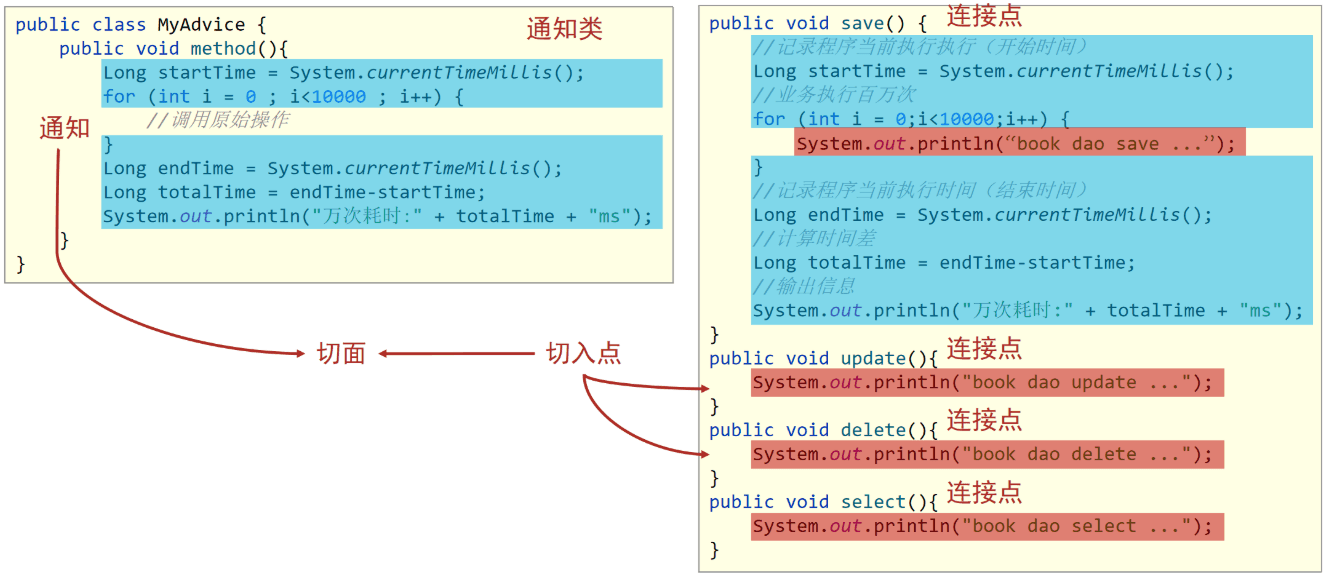 public class MyAdvice {
通知类
public void method(){
Long startTime = System.currentTimeMillis();
for (int i = 0 ; i<10000 ; i++) {
//调用原始操作
通知
}
Long endTime = System.currentTimeMillis();
Long totalTime = endTime-startTime;
System.out.println("万次耗时:" + totalTime + "ms");
}
}
切面
切入点
public void save() {
连接点
//记录程序当前执行执行（开始时间）
Long startTime = System.currentTimeMillis();
//业务执行百万次
for (int i = 0;i<10000;i++) {
System.out.println(“book dao save ...”);
}
//记录程序当前执行时间（结束时间）
Long endTime = System.currentTimeMillis();
//计算时间差
Long totalTime = endTime-startTime;
//输出信息
System.out.println("万次耗时:" + totalTime + "ms");
}
public void update(){
连接点
System.out.println("book dao update ...");
}
public void delete(){
连接点
System.out.println("book dao delete ...");
}
public void select(){
连接点
System.out.println("book dao select ...");
}